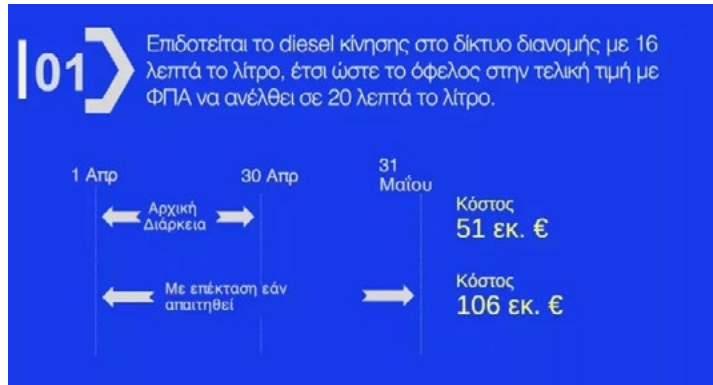 01
Επιδοτείται το diesel κίνησης στο δίκτυο διανομής με 16
λεπτά το λίτρο, έτσι ώστε το όφελος στην τελική τιμή με
ΦΠΑ να ανέλθει σε 20 λεπτά το λίτρο.
1 Απρ
30 Απρ
31
Μαΐου
Αρχική
Διάρκεια
Κόστος
51 εκ. €
Με επέκταση εάν
απαιτηθεί
Κόστος
106 εκ. €